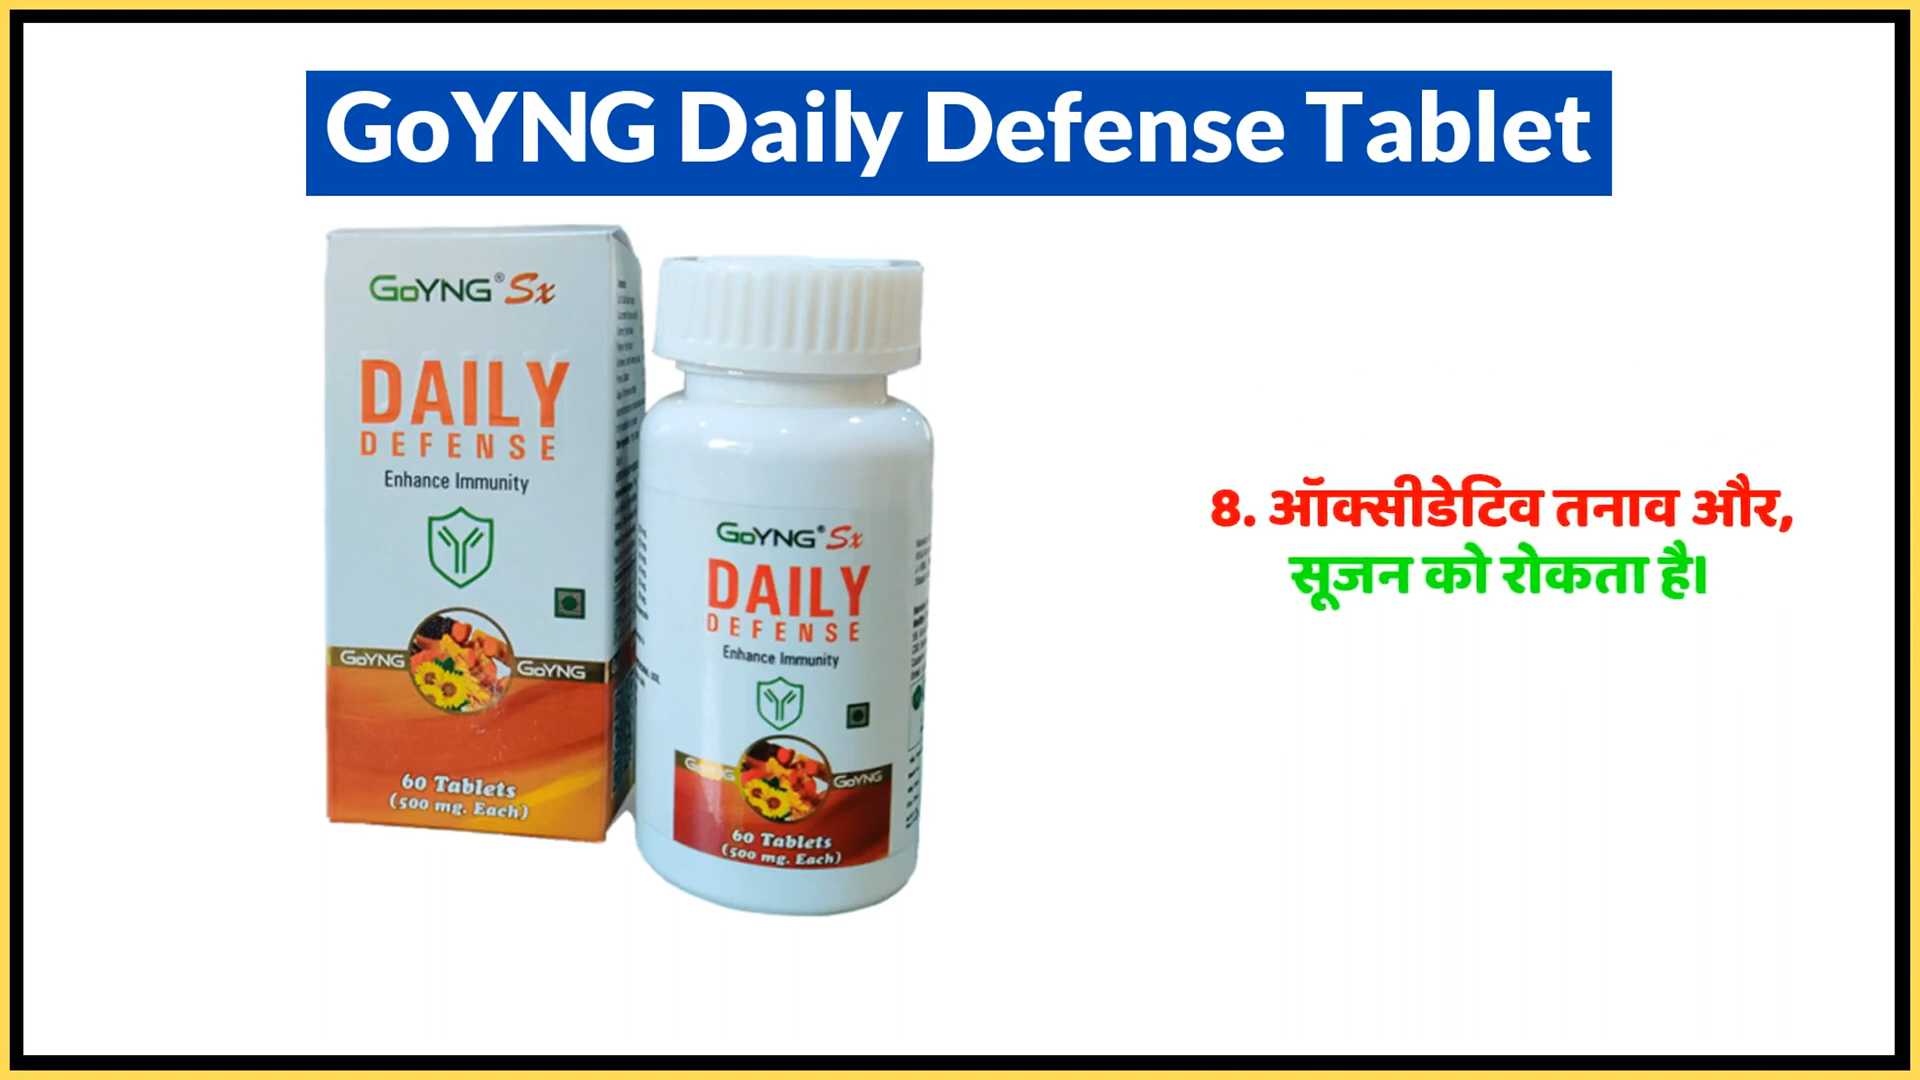 GoYNG Daily Defense Tablet
GoYNG® Sx
DAILY
DEFENSE
Enhance Immunity
GoYNG GoYNG
60 Tablets
(500 mg. Each)
GoYNG® Sx
DAILY
DEFENSE
Enhance Immunity
GoYNG GoYNG
60 Tablets
(500 mg. Each)
8. ऑक्सीडेटिव तनाव और,
सूजन को रोकता है।